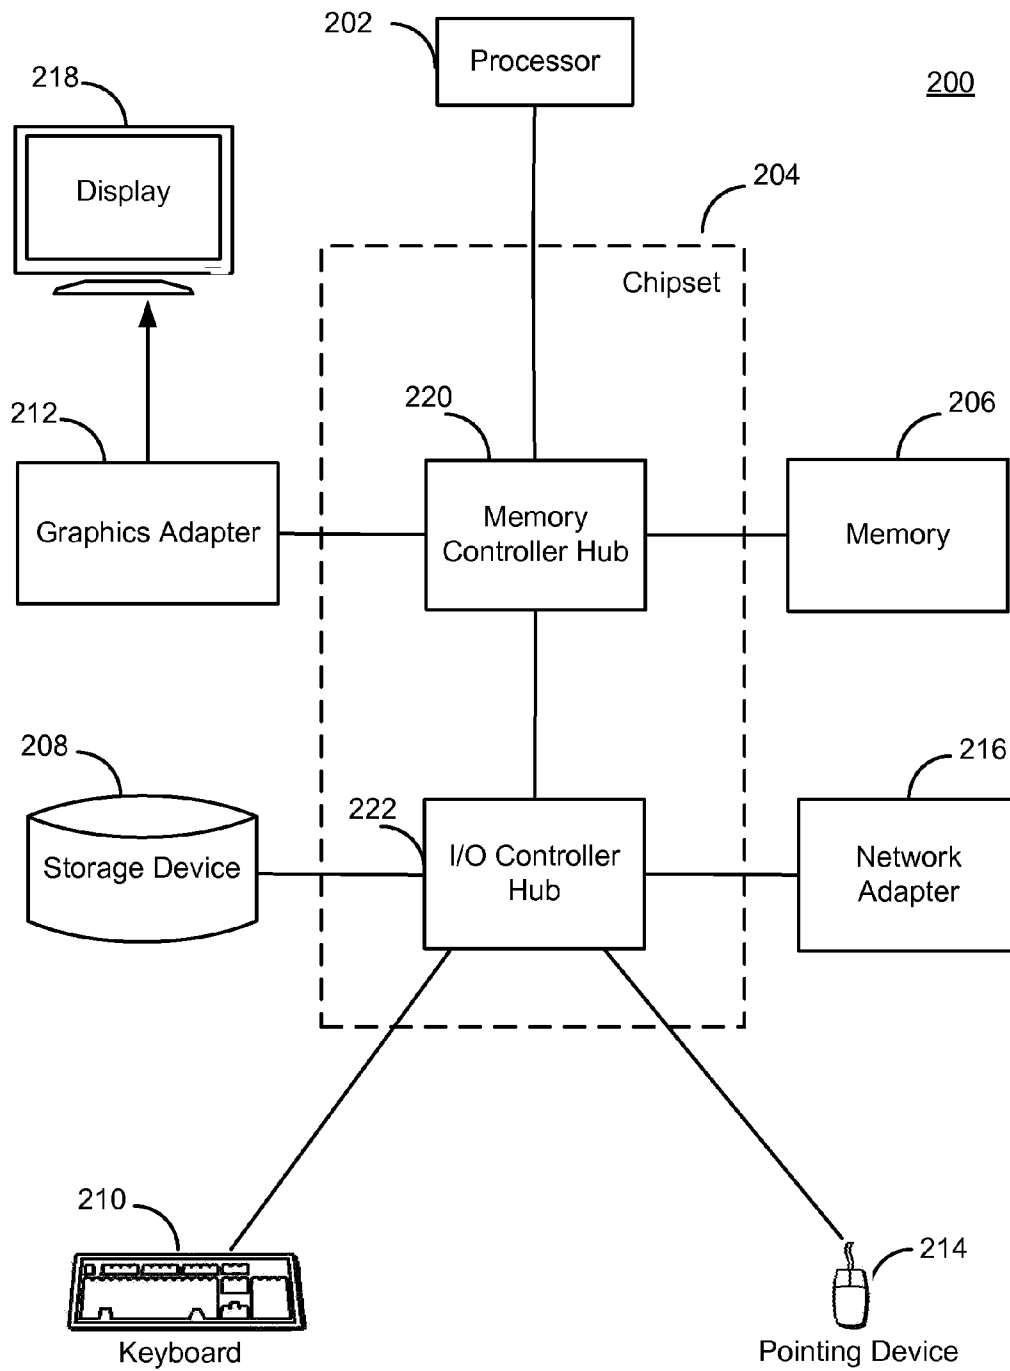 202
Processor
200
218
Display
204
Chipset
212
Graphics Adapter
220
Memory
Controller Hub
206
Memory
208
Storage Device
222
I/O Controller
Hub
216
Network
Adapter
210
Keyboard
214
Pointing Device